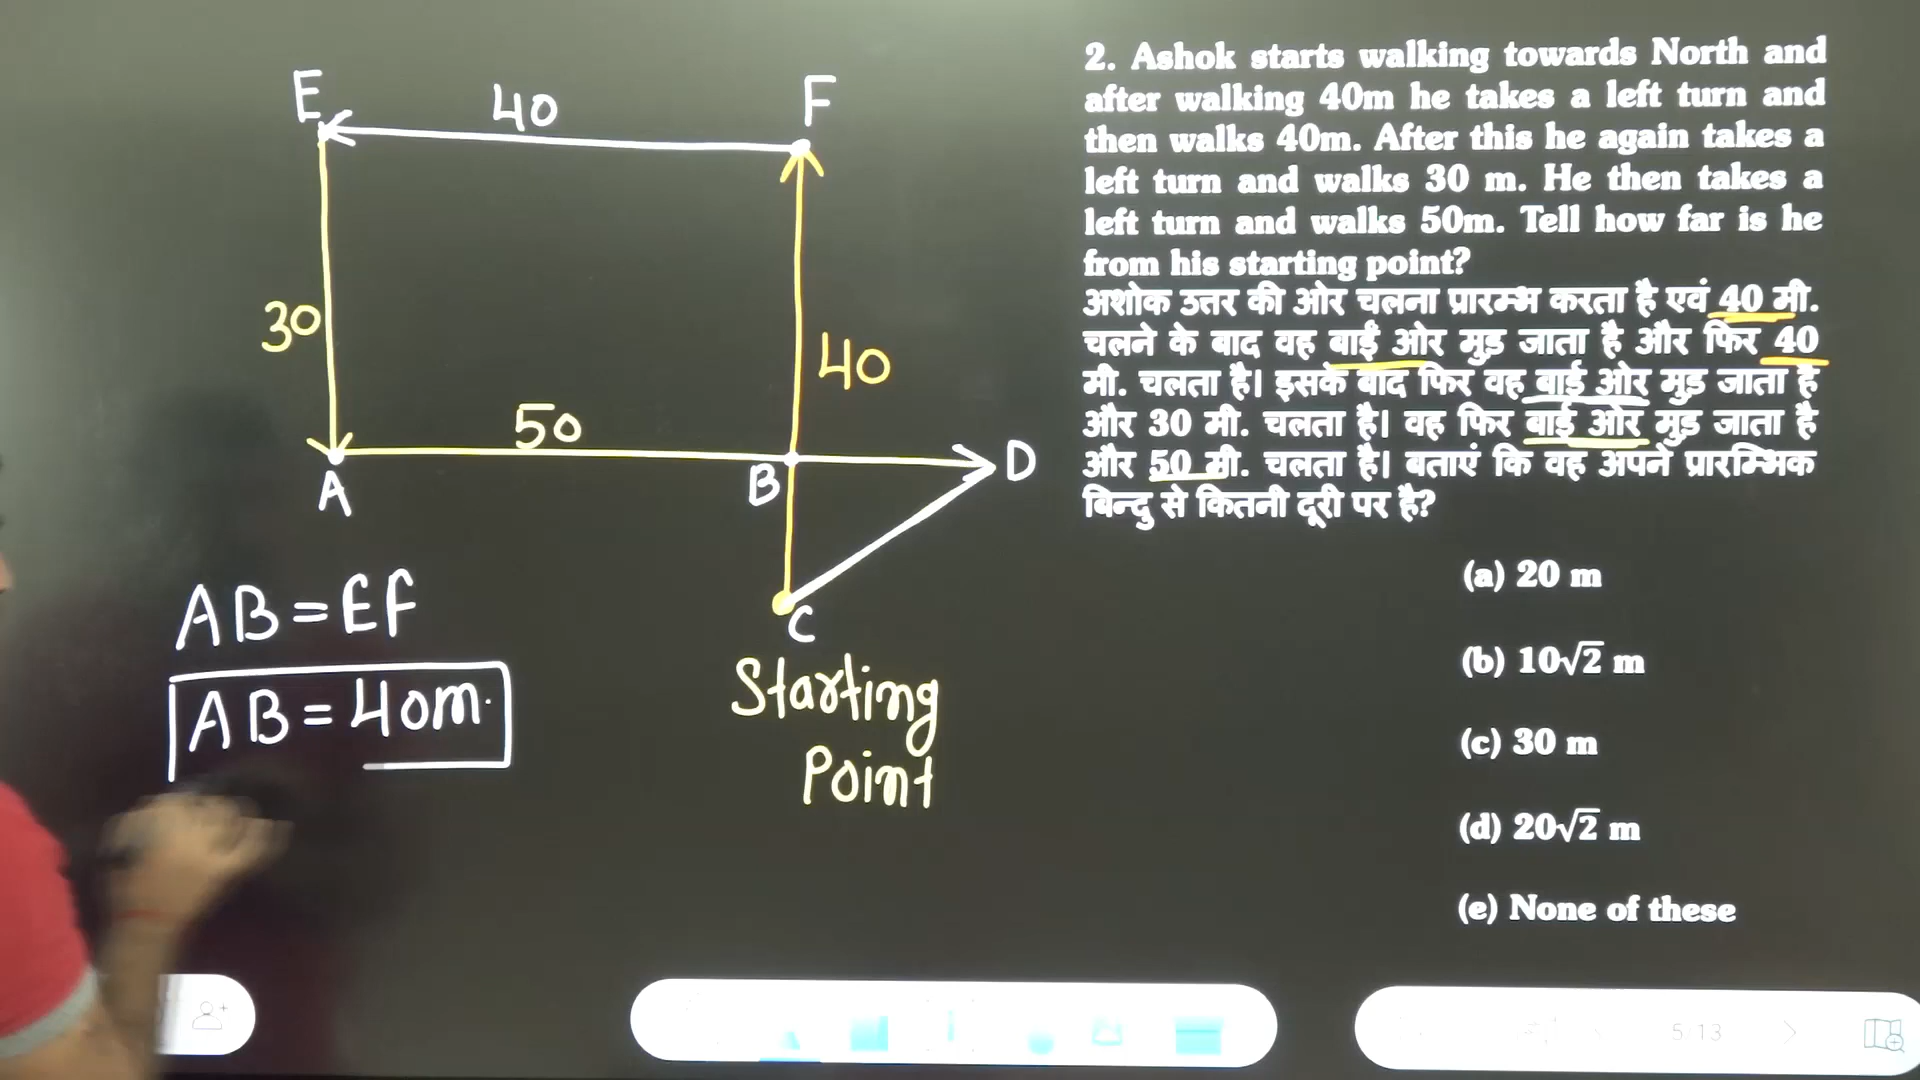 E
40
F
30
40
50
A
B
D
C
Starting
Point
AB = EF
AB = 40m.
2. Ashok starts walking towards North and
after walking 40m he takes a left turn and
then walks 40m. After this he again takes a
left turn and walks 30 m. He then takes a
left turn and walks 50m. Tell how far is he
from his starting point?
अशोक उत्तर की ओर चलना प्रारम्भ करता है एवं 40 मी.
चलने के बाद वह बाईं ओर मुड़ जाता है और फिर 40
मी. चलता है। इसके बाद फिर वह बाईं ओर मुड़ जाता है
और 30 मी. चलता है। वह फिर बाईं ओर मुड़ जाता है
और 50 मी. चलता है। बताएं कि वह अपने प्रारम्भिक
बिन्दु से कितनी दूरी पर है?
(a) 20 m
(b) 10√2 m
(c) 30 m
(d) 20√2 m
(e) None of these
5/13